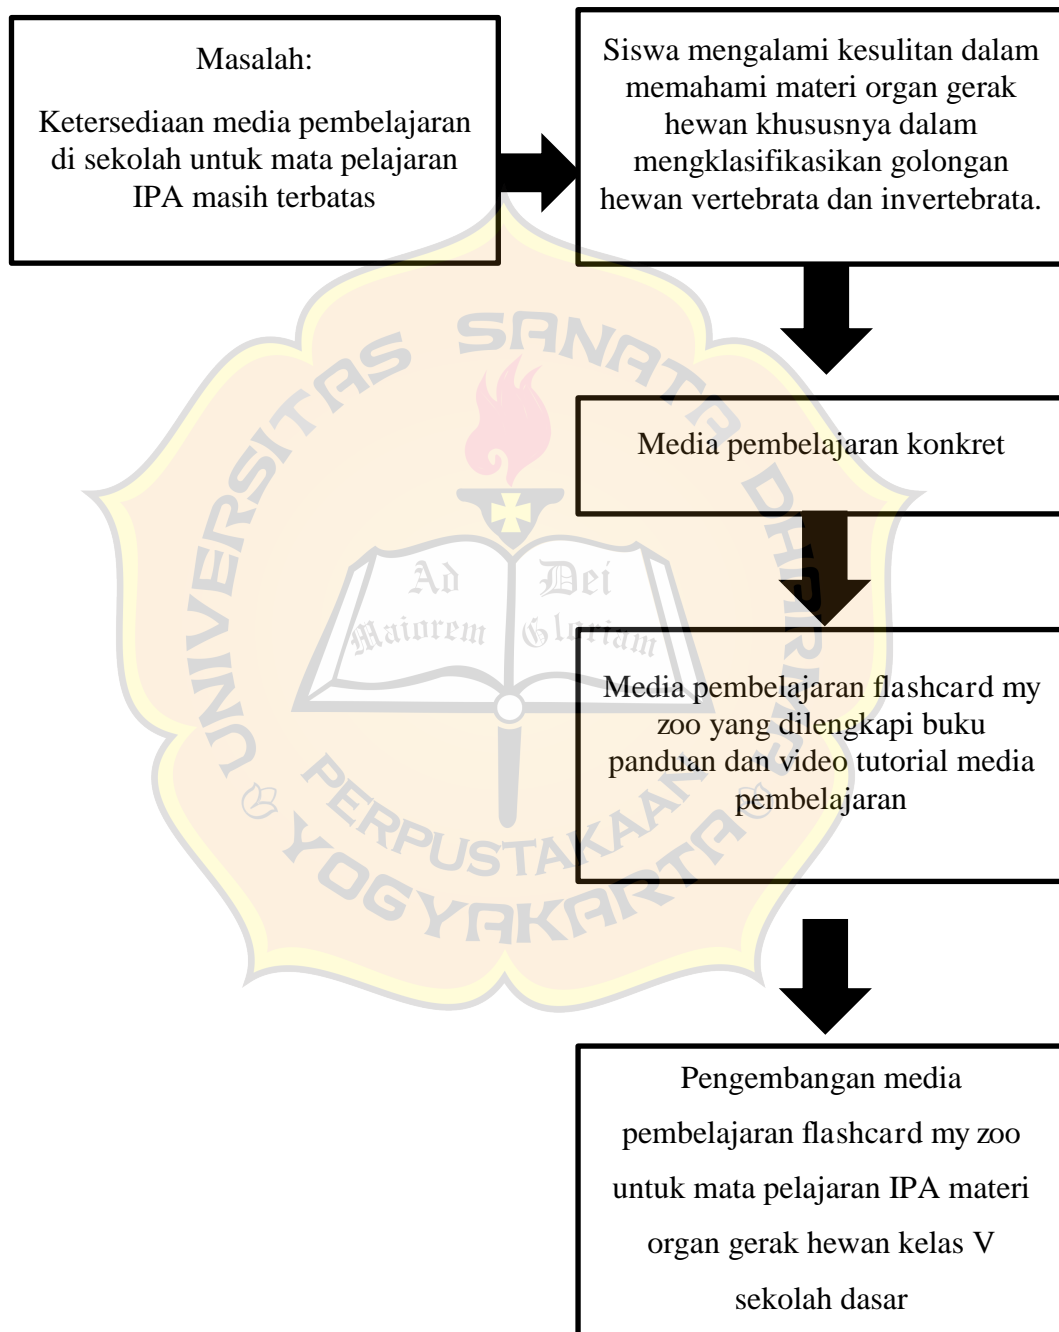 Masalah:
Ketersediaan media pembelajaran
di sekolah untuk mata pelajaran
IPA masih terbatas
Siswa mengalami kesulitan dalam
memahami materi organ gerak
hewan khususnya dalam
mengklasifikasikan golongan
hewan vertebrata dan invertebrata.
Media pembelajaran konkret
Media pembelajaran flashcard my
zoo yang dilengkapi buku
panduan dan video tutorial media
pembelajaran
Pengembangan media
pembelajaran flashcard my zoo
untuk mata pelajaran IPA materi
organ gerak hewan kelas V
sekolah dasar
UNIVERSITAS SANATA DHARMA
Ad Dei
Maiorem Gloriam
PERPUSTAKAAN
YOGYAKARTA